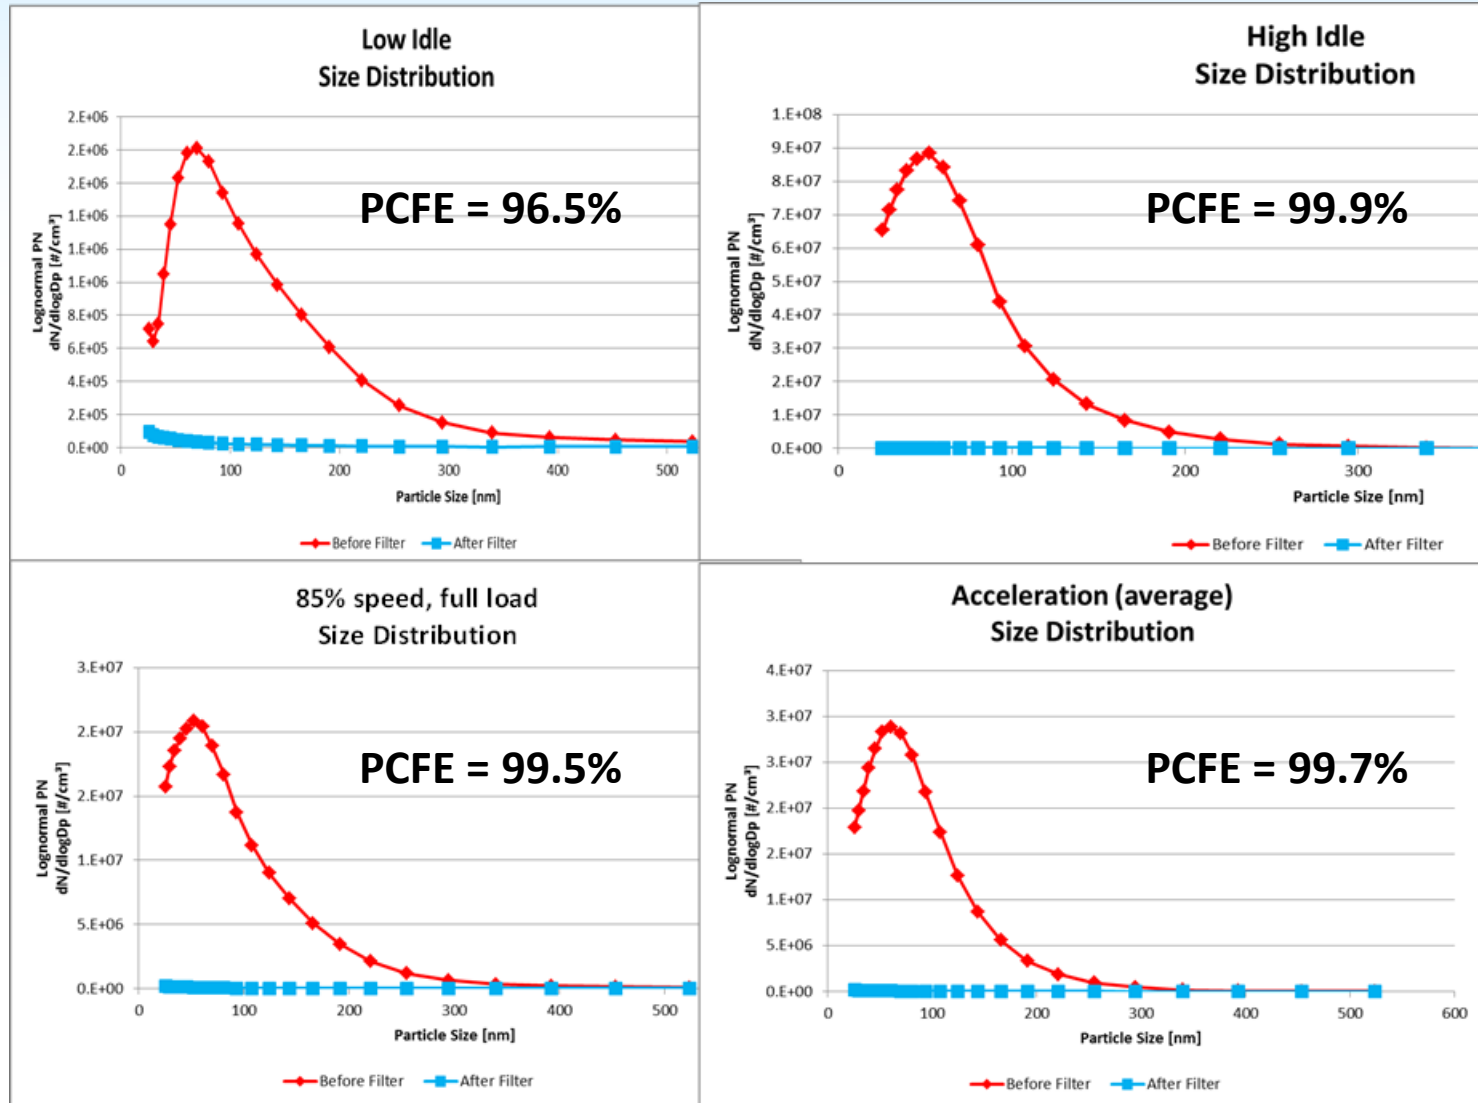 Low Idle
Size Distribution
2.E+06
2.E+06
2.E+06
1.E+06
1.E+06
1.E+06
8.E+05
6.E+05
4.E+05
2.E+05
0.E+00
Lognormal PN
dN/dlogDp [#/cm³]
PCFE = 96.5%
0 100 200 300 400 500
Particle Size [nm]
Before Filter After Filter
High Idle
Size Distribution
1.E+08
9.E+07
8.E+07
7.E+07
6.E+07
5.E+07
4.E+07
3.E+07
2.E+07
1.E+07
0.E+00
Lognormal PN
dN/dlogDp [#/cm³]
PCFE = 99.9%
0 100 200 300
Particle Size [nm]
Before Filter After Filter
85% speed, full load
Size Distribution
3.E+07
2.E+07
2.E+07
1.E+07
5.E+06
0.E+00
Lognormal PN
dN/dlogDp [#/cm³]
PCFE = 99.5%
0 100 200 300 400 500
Particle Size [nm]
Before Filter After Filter
Acceleration (average)
Size Distribution
4.E+07
3.E+07
3.E+07
2.E+07
2.E+07
1.E+07
5.E+06
0.E+00
Lognormal PN
dN/dlogDp [#/cm³]
PCFE = 99.7%
0 100 200 300 400 500 600
Particle Size [nm]
Before Filter After Filter